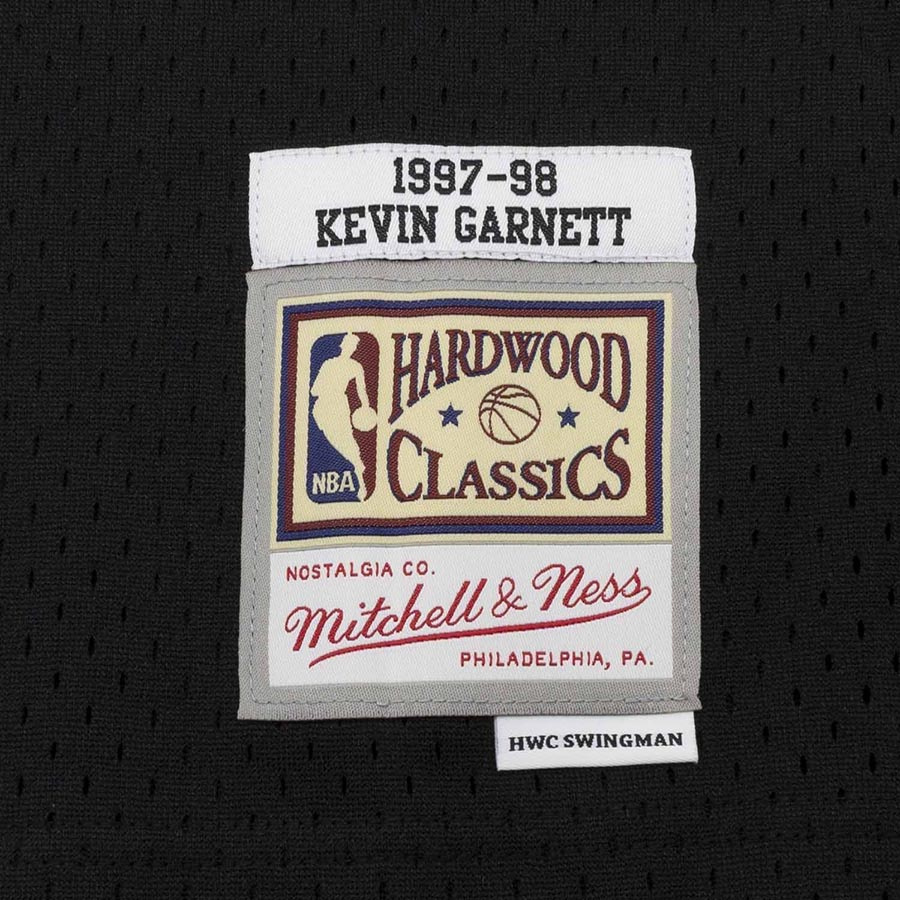 1997-98
KEVIN GARNETT
HARDWOOD
CLASSICS
NBA
NOSTALGIA CO.
Mitchell & Ness
PHILADELPHIA, PA.
HWC SWINGMAN